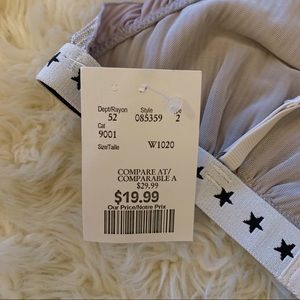 Dept/Rayon Style
52 085359 2
Cat
9001
Size/Taille W1020
COMPARE AT/
COMPARABLE A
$29.99
$19.99
Our Price/Notre Prix